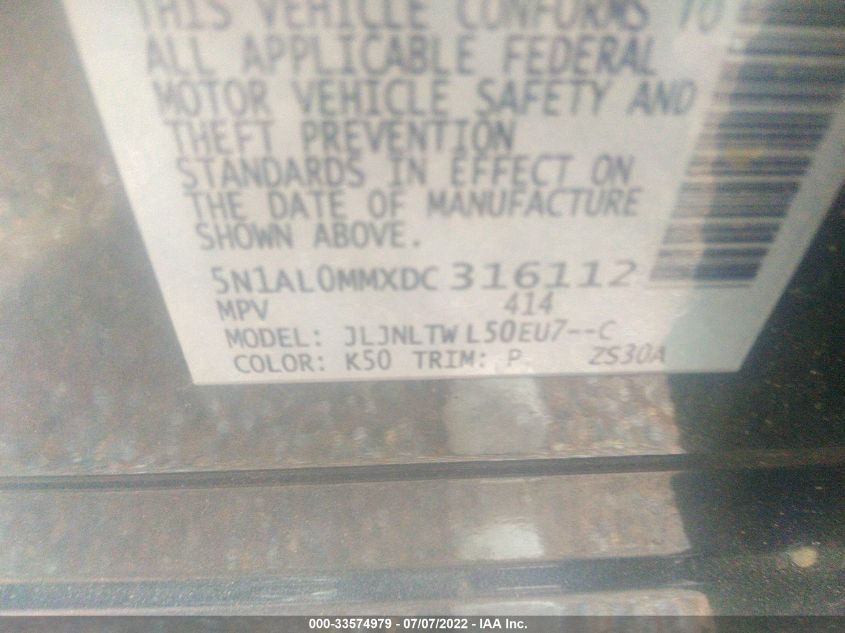 THIS VEHICLE CONFORMS TO
ALL APPLICABLE FEDERAL
MOTOR VEHICLE SAFETY AND
THEFT PREVENTION
STANDARDS IN EFFECT ON
THE DATE OF MANUFACTURE
SHOWN ABOVE.
5N1AL0MMXDC316112
MPV 414
MODEL: JLJNLTWL50EU7--C
COLOR: K50 TRIM: P ZS30A
000-33574979 - 07/07/2022 - IAA Inc.